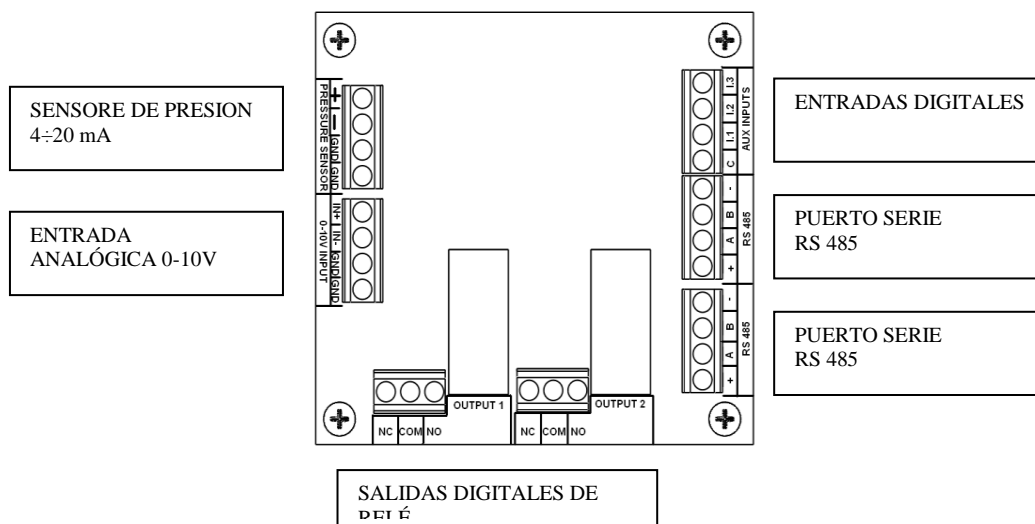 SENSORE DE PRESION
4÷20 mA
ENTRADA
ANALÓGICA 0-10V
PRESSURE SENSOR
+
-
GND
GND
0-10V INPUT
IN+
IN-
GND
GND
AUX INPUTS
I.3
I.2
I.1
C
RS 485
-
B
A
+
RS 485
-
B
A
+
ENTRADAS DIGITALES
PUERTO SERIE
RS 485
PUERTO SERIE
RS 485
OUTPUT 1
NC COM NO
OUTPUT 2
NC COM NO
SALIDAS DIGITALES DE
RELÉ